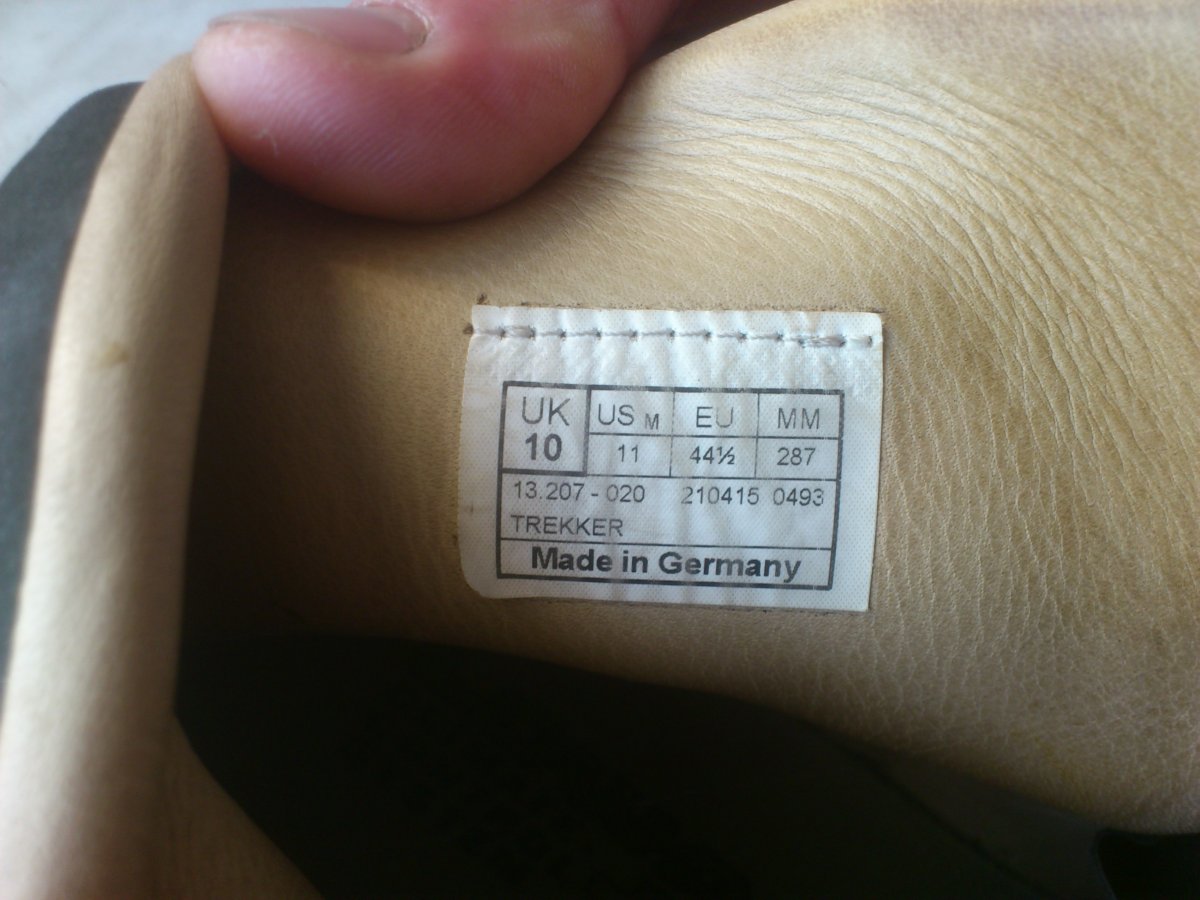 UK US M EU MM
10 11 44½ 287
13.207 - 020 210415 0493
TREKKER
Made in Germany